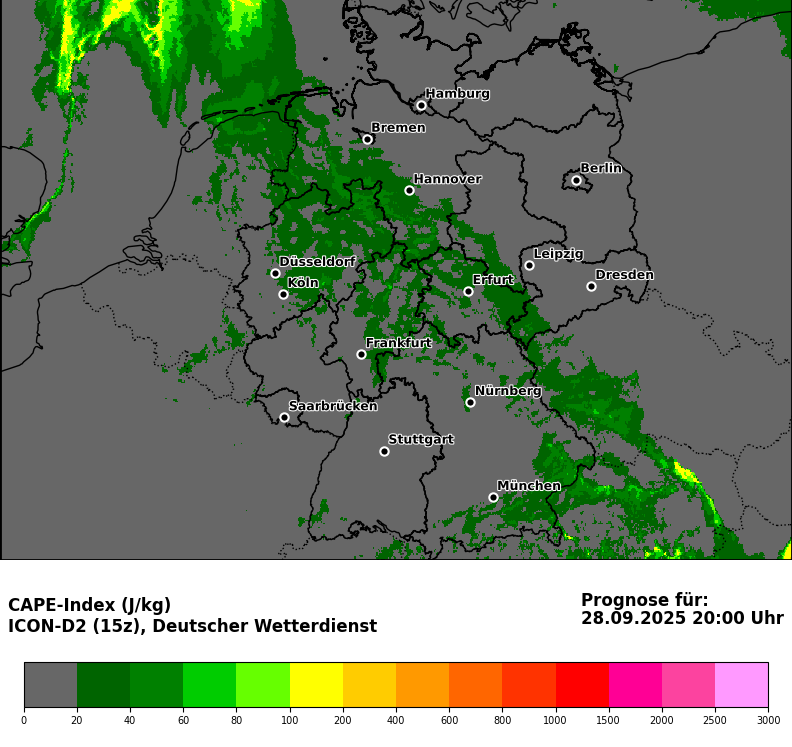 Hamburg
Bremen
Berlin
Hannover
Leipzig
Düsseldorf
Dresden
Erfurt
Köln
Frankfurt
Nürnberg
Saarbrücken
Stuttgart
München
CAPE-Index (J/kg)
ICON-D2 (15z), Deutscher Wetterdienst
Prognose für:
28.09.2025 20:00 Uhr
0 20 40 60 80 100 200 400 600 800 1000 1500 2000 2500 3000